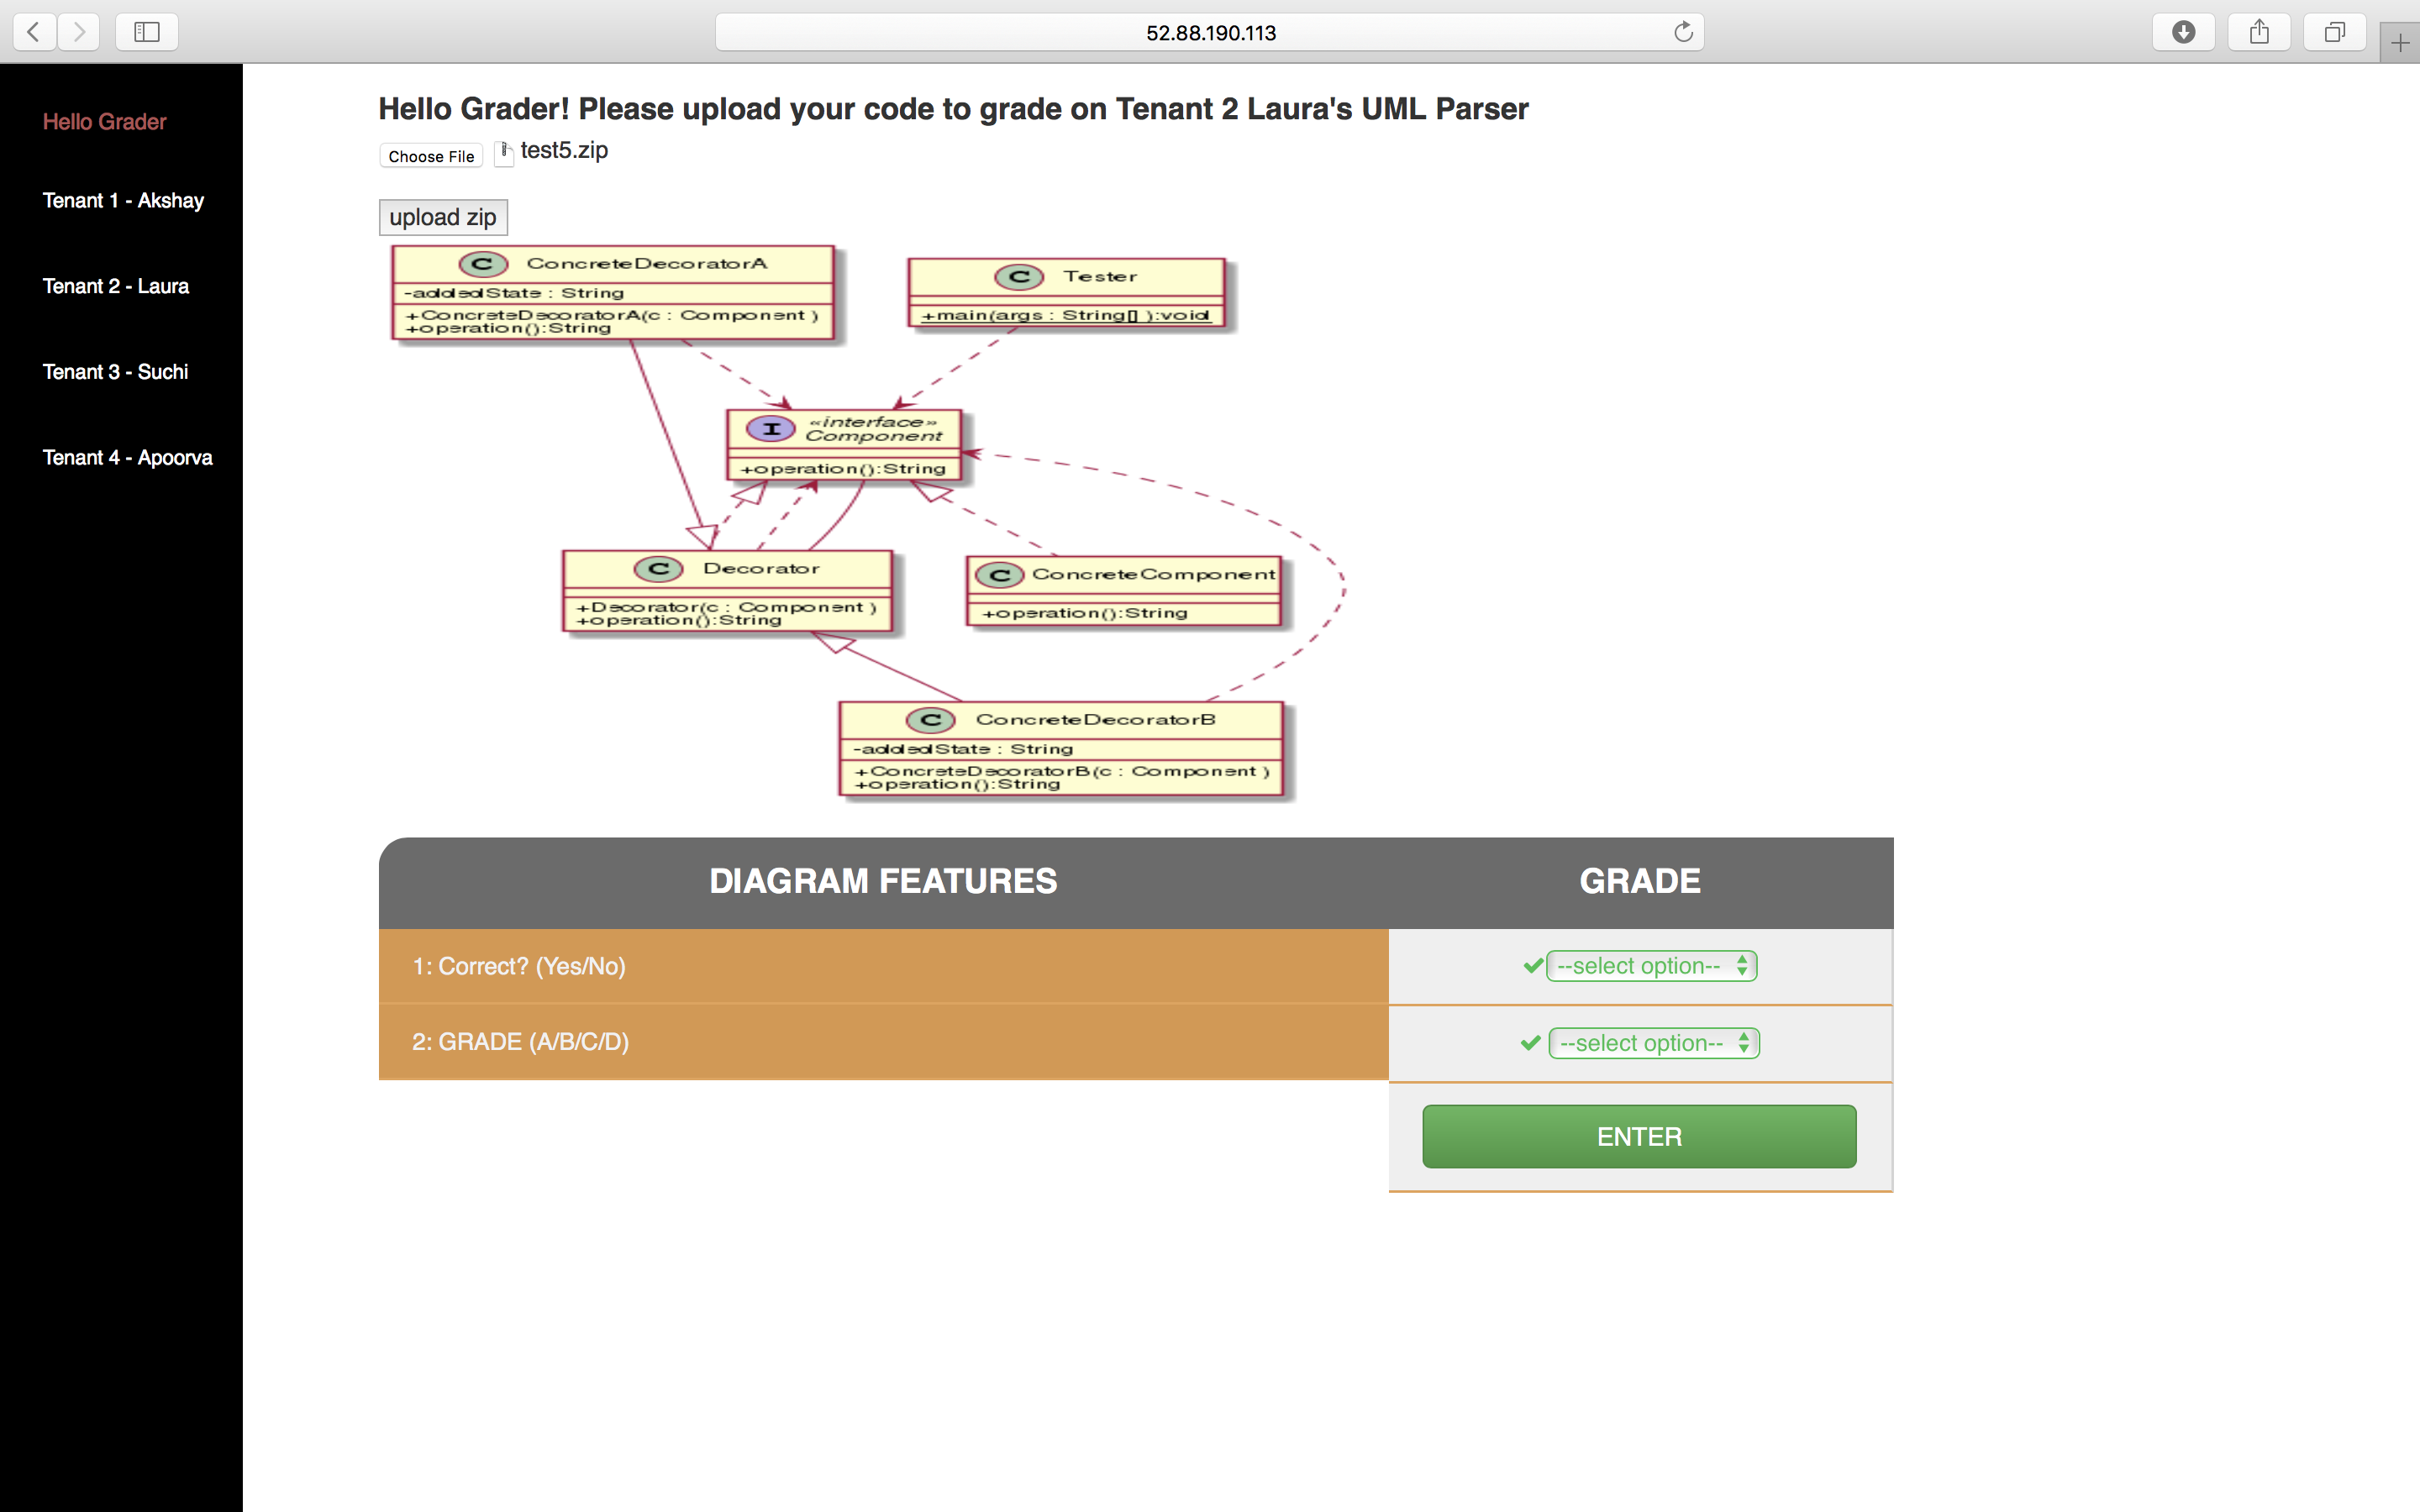 52.88.190.113
Hello Grader
Tenant 1 - Akshay
Tenant 2 - Laura
Tenant 3 - Suchi
Tenant 4 - Apoorva
Hello Grader! Please upload your code to grade on Tenant 2 Laura's UML Parser
Choose File test5.zip
upload zip
C ConcreteDecoratorA
-addedState : String
+ConcreteDecoratorA(c : Component )
+operation():String
C Tester
+main(args : String[] ):void
I «interface»
Component
+operation():String
C Decorator
+Decorator(c : Component )
+operation():String
C ConcreteComponent
+operation():String
C ConcreteDecoratorB
-addedState : String
+ConcreteDecoratorB(c : Component )
+operation():String
DIAGRAM FEATURES GRADE
1: Correct? (Yes/No) --select option--
2: GRADE (A/B/C/D) --select option--
ENTER